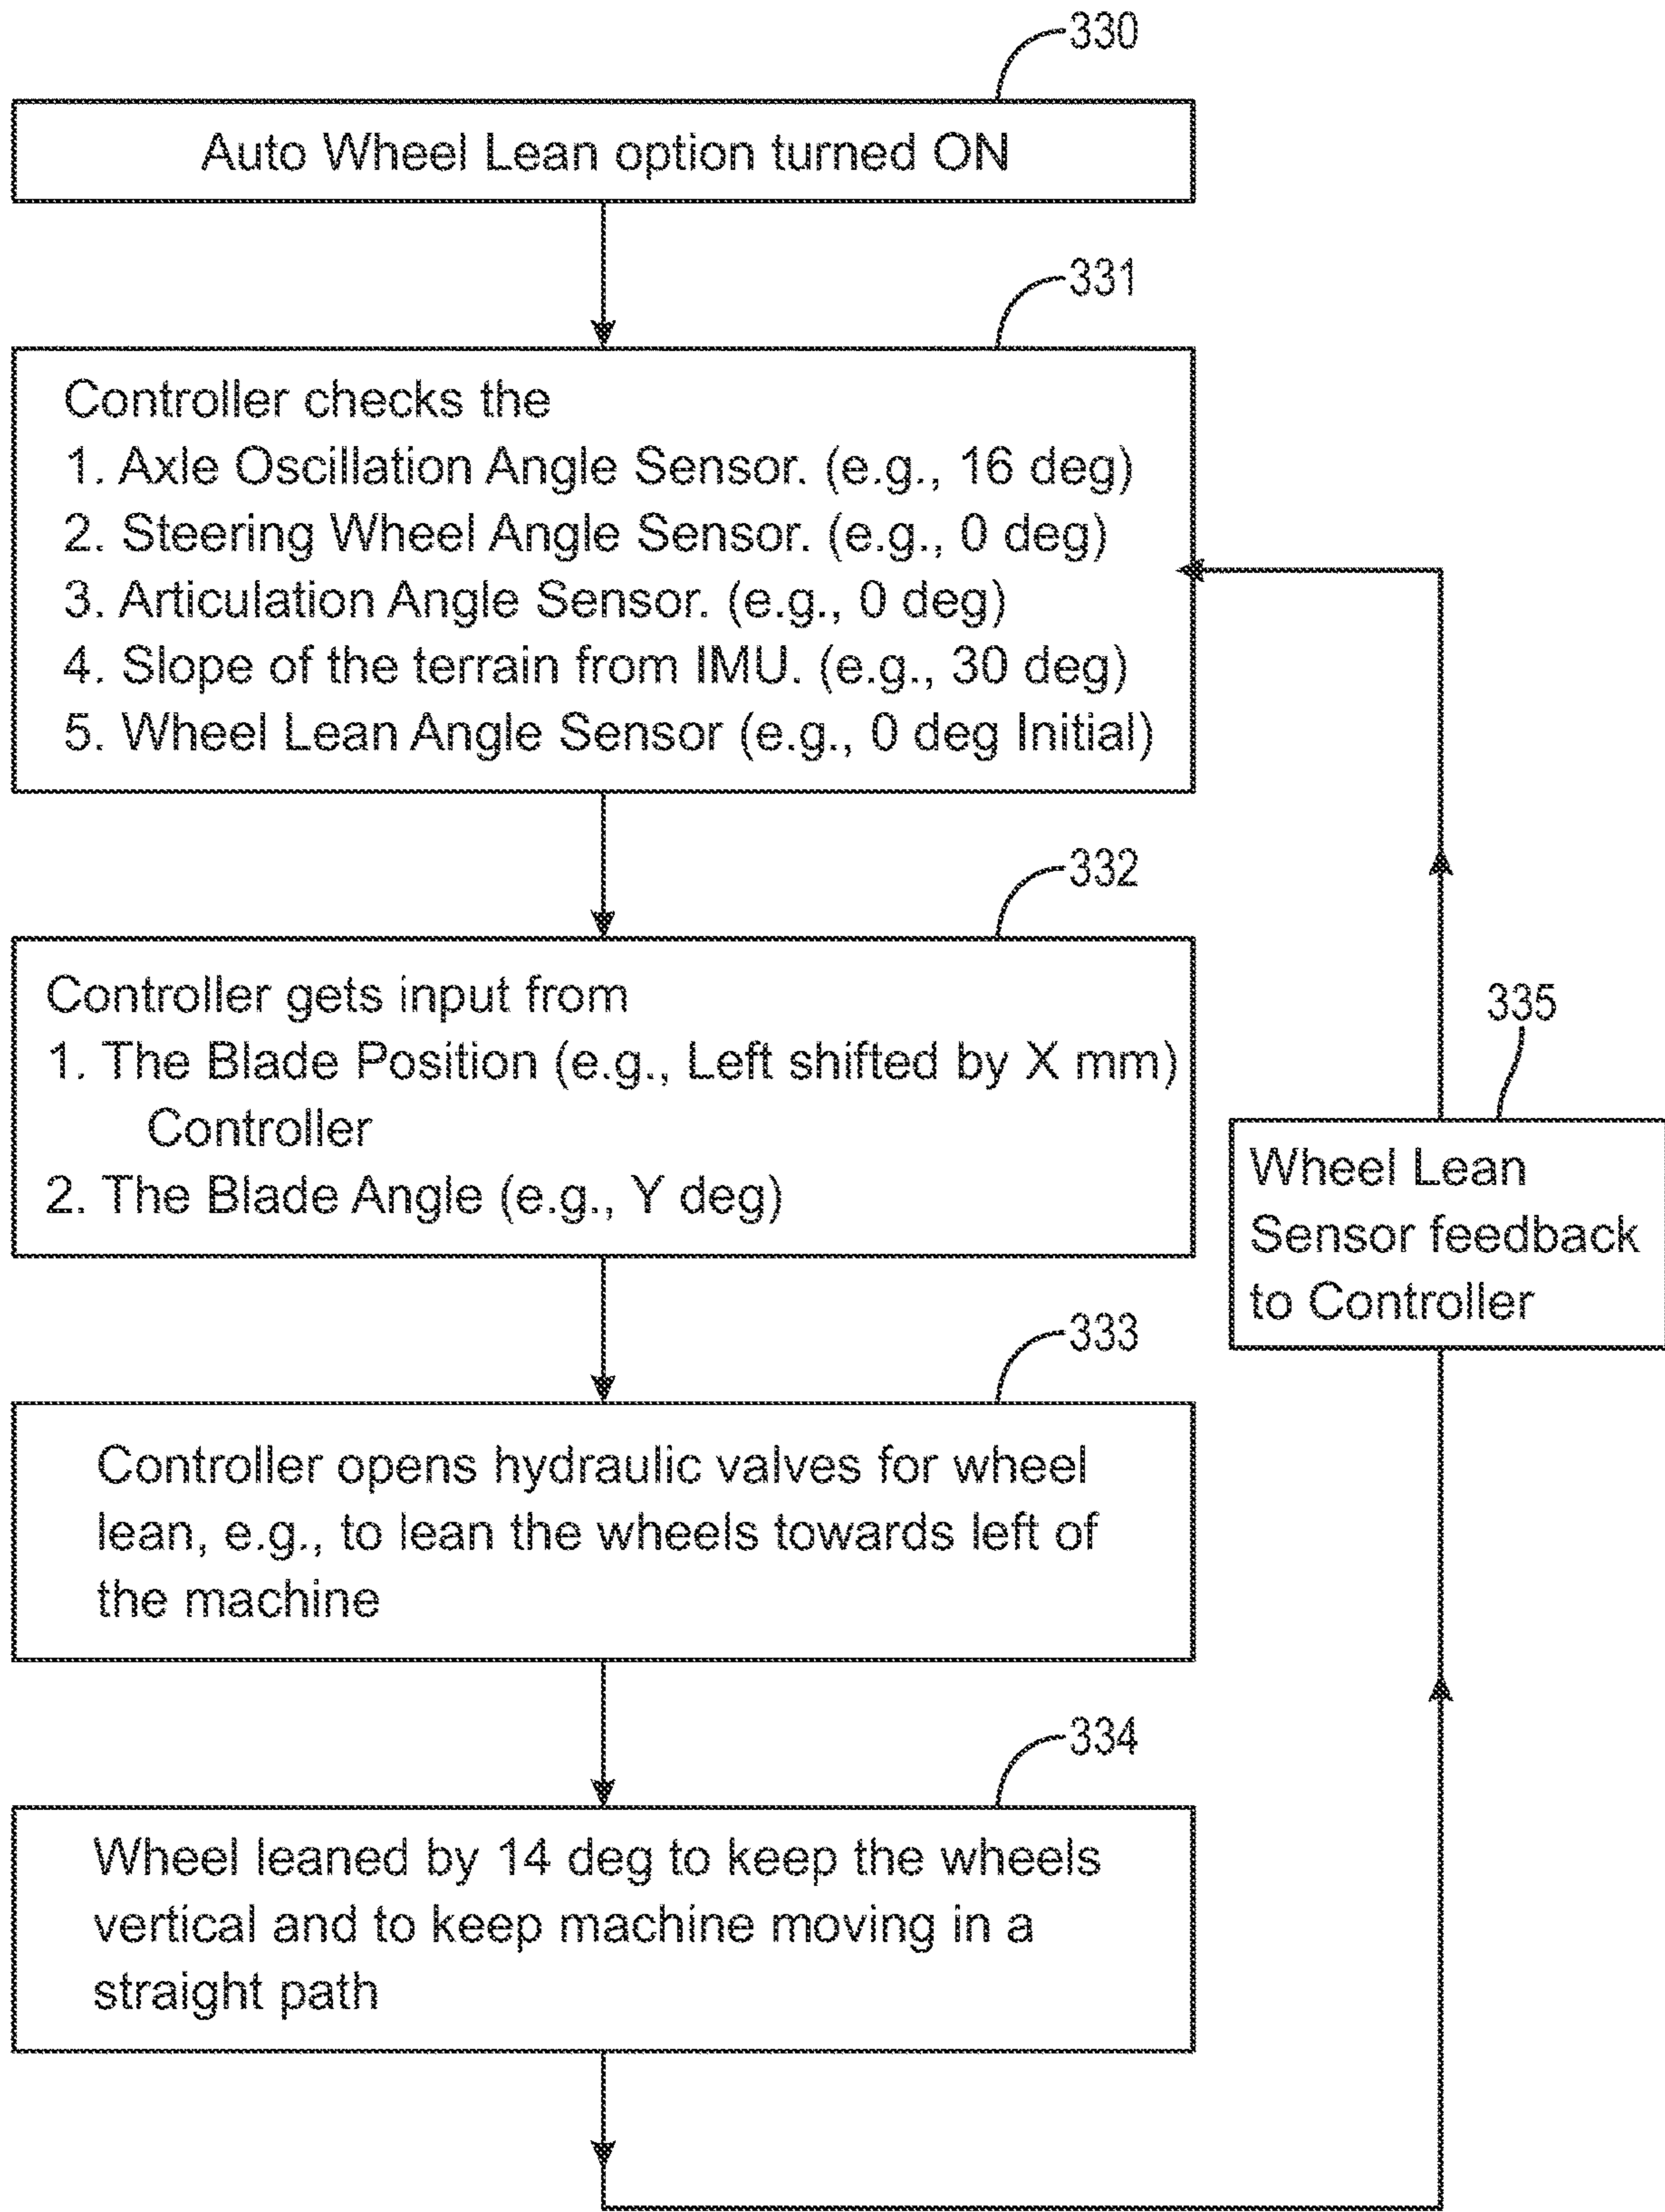 330
Auto Wheel Lean option turned ON
331
Controller checks the
1. Axle Oscillation Angle Sensor. (e.g., 16 deg)
2. Steering Wheel Angle Sensor. (e.g., 0 deg)
3. Articulation Angle Sensor. (e.g., 0 deg)
4. Slope of the terrain from IMU. (e.g., 30 deg)
5. Wheel Lean Angle Sensor (e.g., 0 deg Initial)
332
Controller gets input from
1. The Blade Position (e.g., Left shifted by X mm)
Controller
2. The Blade Angle (e.g., Y deg)
335
Wheel Lean
Sensor feedback
to Controller
333
Controller opens hydraulic valves for wheel
lean, e.g., to lean the wheels towards left of
the machine
334
Wheel leaned by 14 deg to keep the wheels
vertical and to keep machine moving in a
straight path